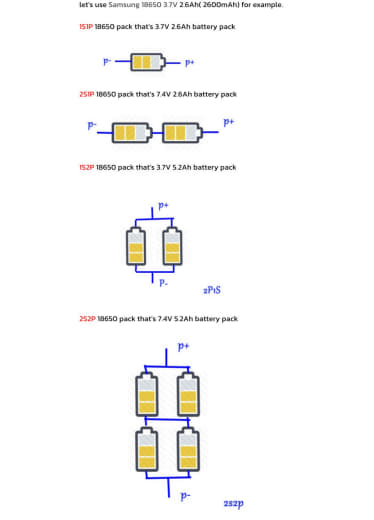 let's use Samsung 18650 3.7V 2.6Ah( 2600mAh) for example.
1S1P 18650 pack that's 3.7V 2.6Ah battery pack
P- P+
2S1P 18650 pack that's 7.4V 2.6Ah battery pack
P- P+
1S2P 18650 pack that's 3.7V 5.2Ah battery pack
P+
P-
2P1S
2S2P 18650 pack that's 7.4V 5.2Ah battery pack
P+
P-
2S2P